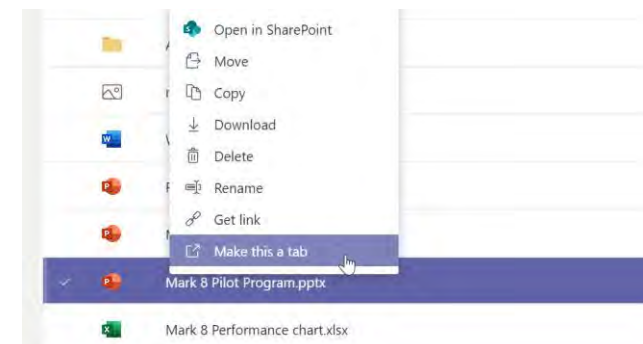 Open in SharePoint
Move
Copy
Download
Delete
Rename
Get link
Make this a tab
Mark 8 Pilot Program.pptx
Mark 8 Performance chart.xlsx